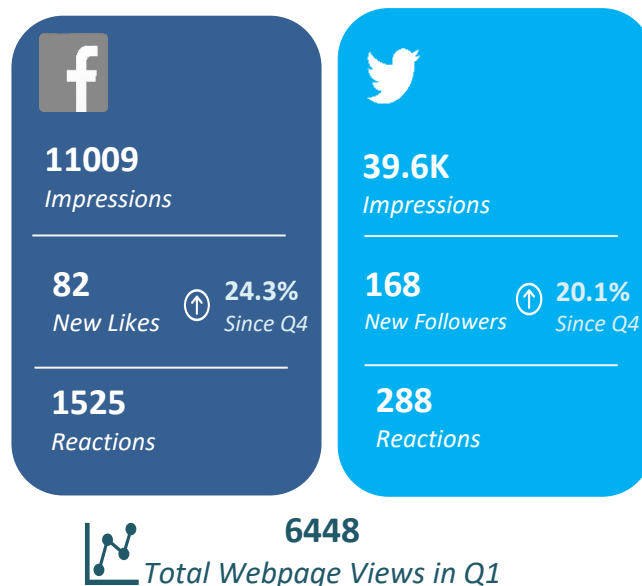 11009
Impressions
82
New Likes
24.3%
Since Q4
1525
Reactions
39.6K
Impressions
168
New Followers
20.1%
Since Q4
288
Reactions
6448
Total Webpage Views in Q1